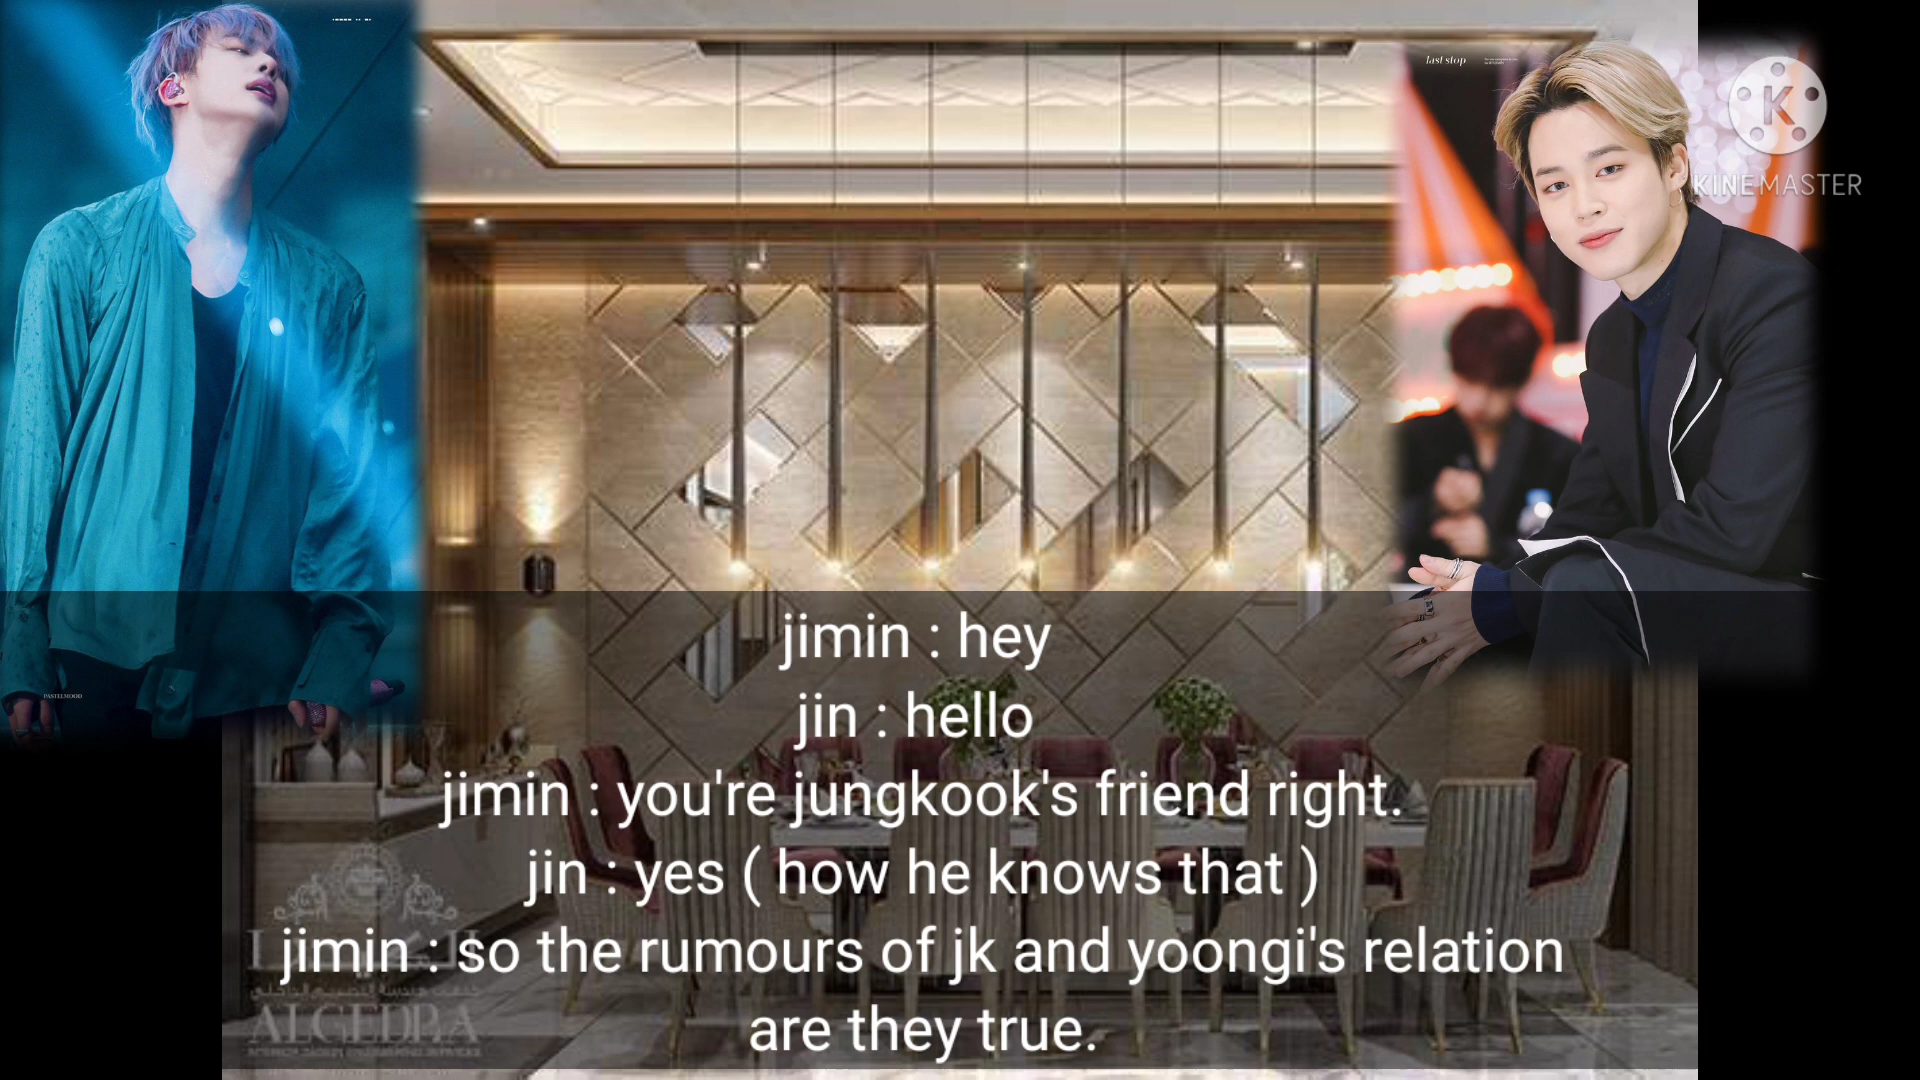 last stop
K
KINEMASTER
jimin : hey
jin : hello
jimin : you're jungkook's friend right.
jin : yes ( how he knows that )
jimin : so the rumours of jk and yoongi's relation
are they true.
PASTELMOOD
ALGEDRA